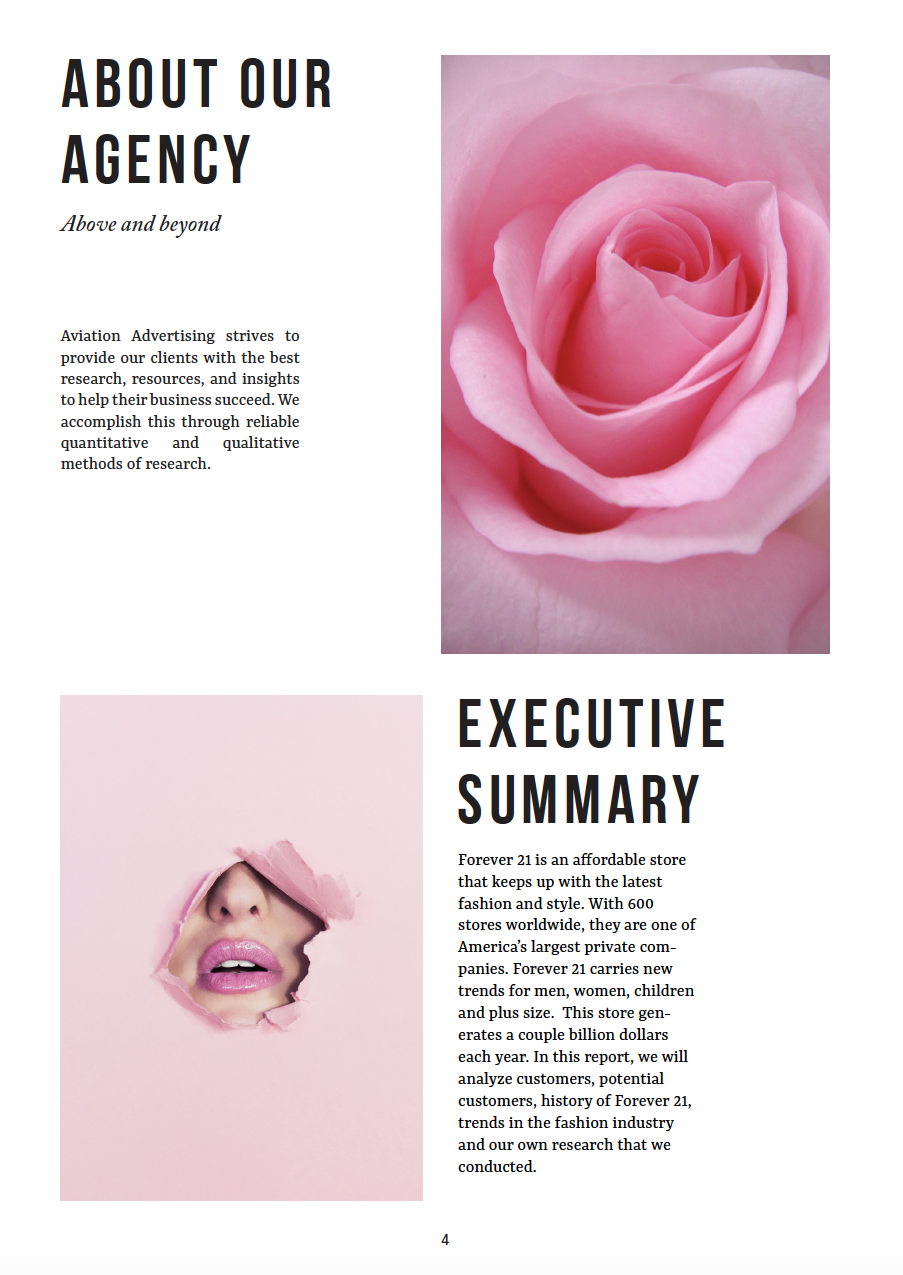 ABOUT OUR
AGENCY
Above and beyond
Aviation Advertising strives to
provide our clients with the best
research, resources, and insights
to help their business succeed. We
accomplish this through reliable
quantitative and qualitative
methods of research.
EXECUTIVE
SUMMARY
Forever 21 is an affordable store
that keeps up with the latest
fashion and style. With 600
stores worldwide, they are one of
America’s largest private com-
panies. Forever 21 carries new
trends for men, women, children
and plus size.  This store gen-
erates a couple billion dollars
each year. In this report, we will
analyze customers, potential
customers, history of Forever 21,
trends in the fashion industry
and our own research that we
conducted.
4